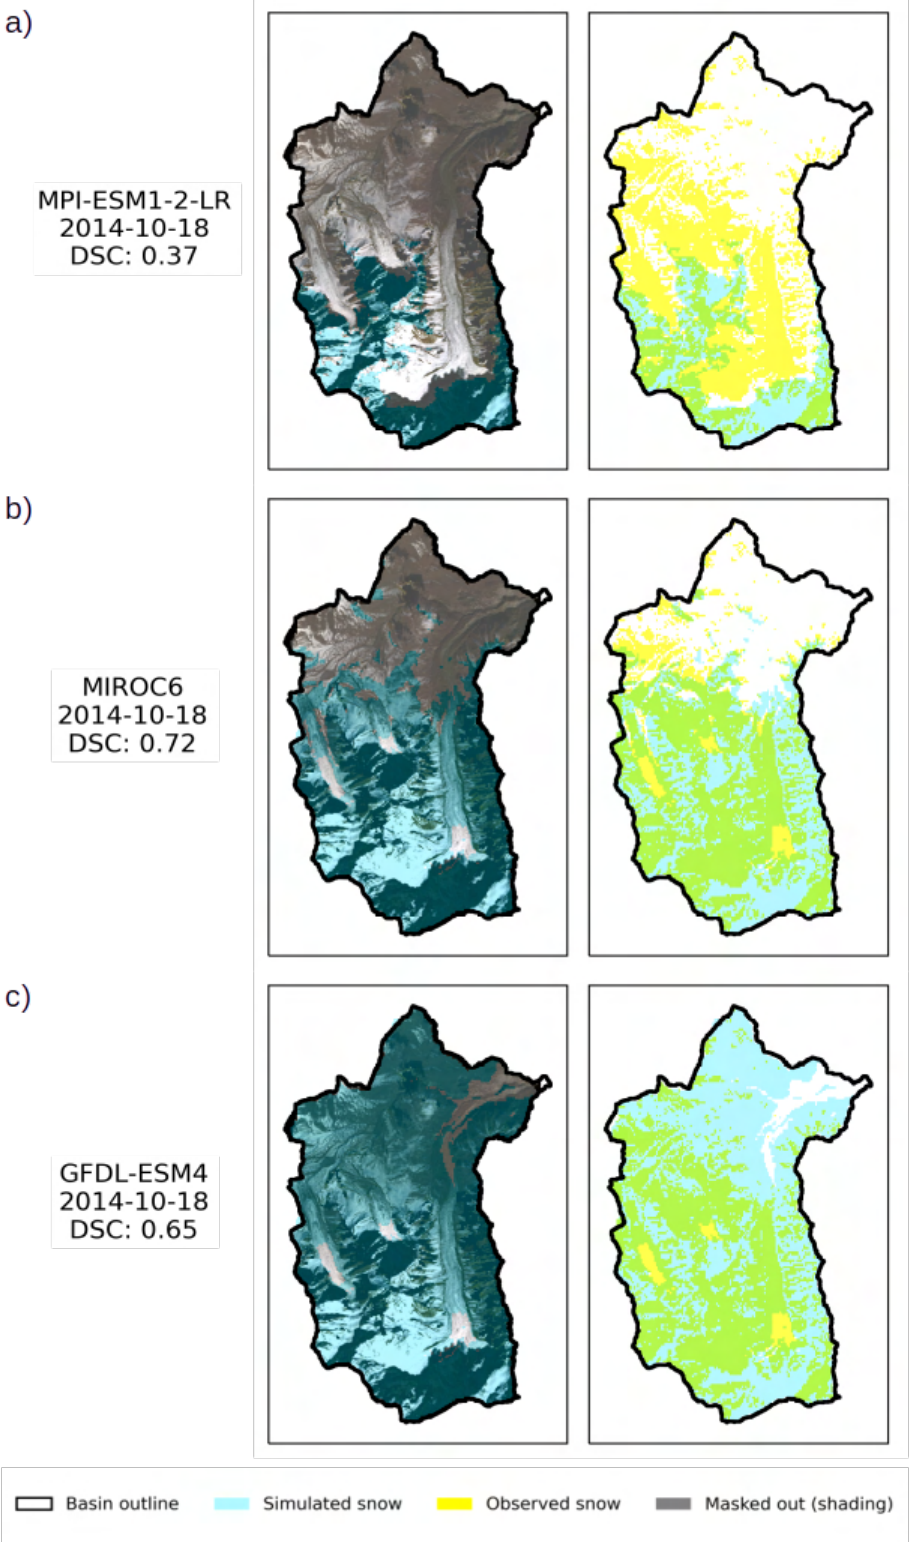 a)
MPI-ESM1-2-LR
2014-10-18
DSC: 0.37
b)
MIROC6
2014-10-18
DSC: 0.72
c)
GFDL-ESM4
2014-10-18
DSC: 0.65
Basin outline Simulated snow Observed snow Masked out (shading)